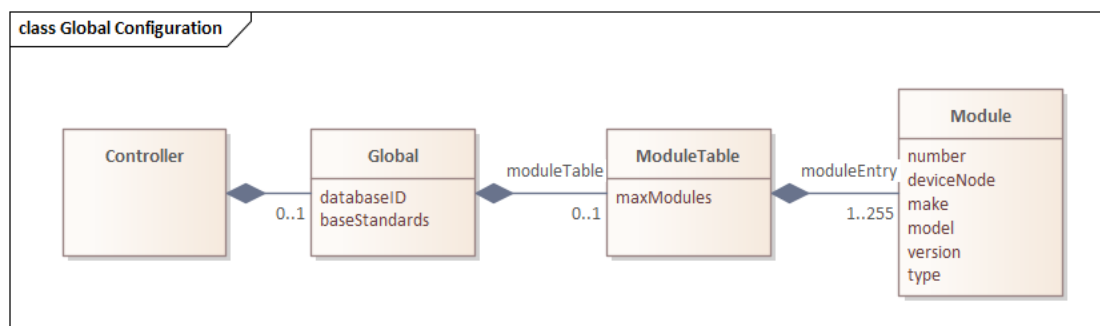 class Global Configuration
Controller
0..1
Global
databaseID
baseStandards
moduleTable
0..1
ModuleTable
maxModules
moduleEntry
1..255
Module
number
deviceNode
make
model
version
type